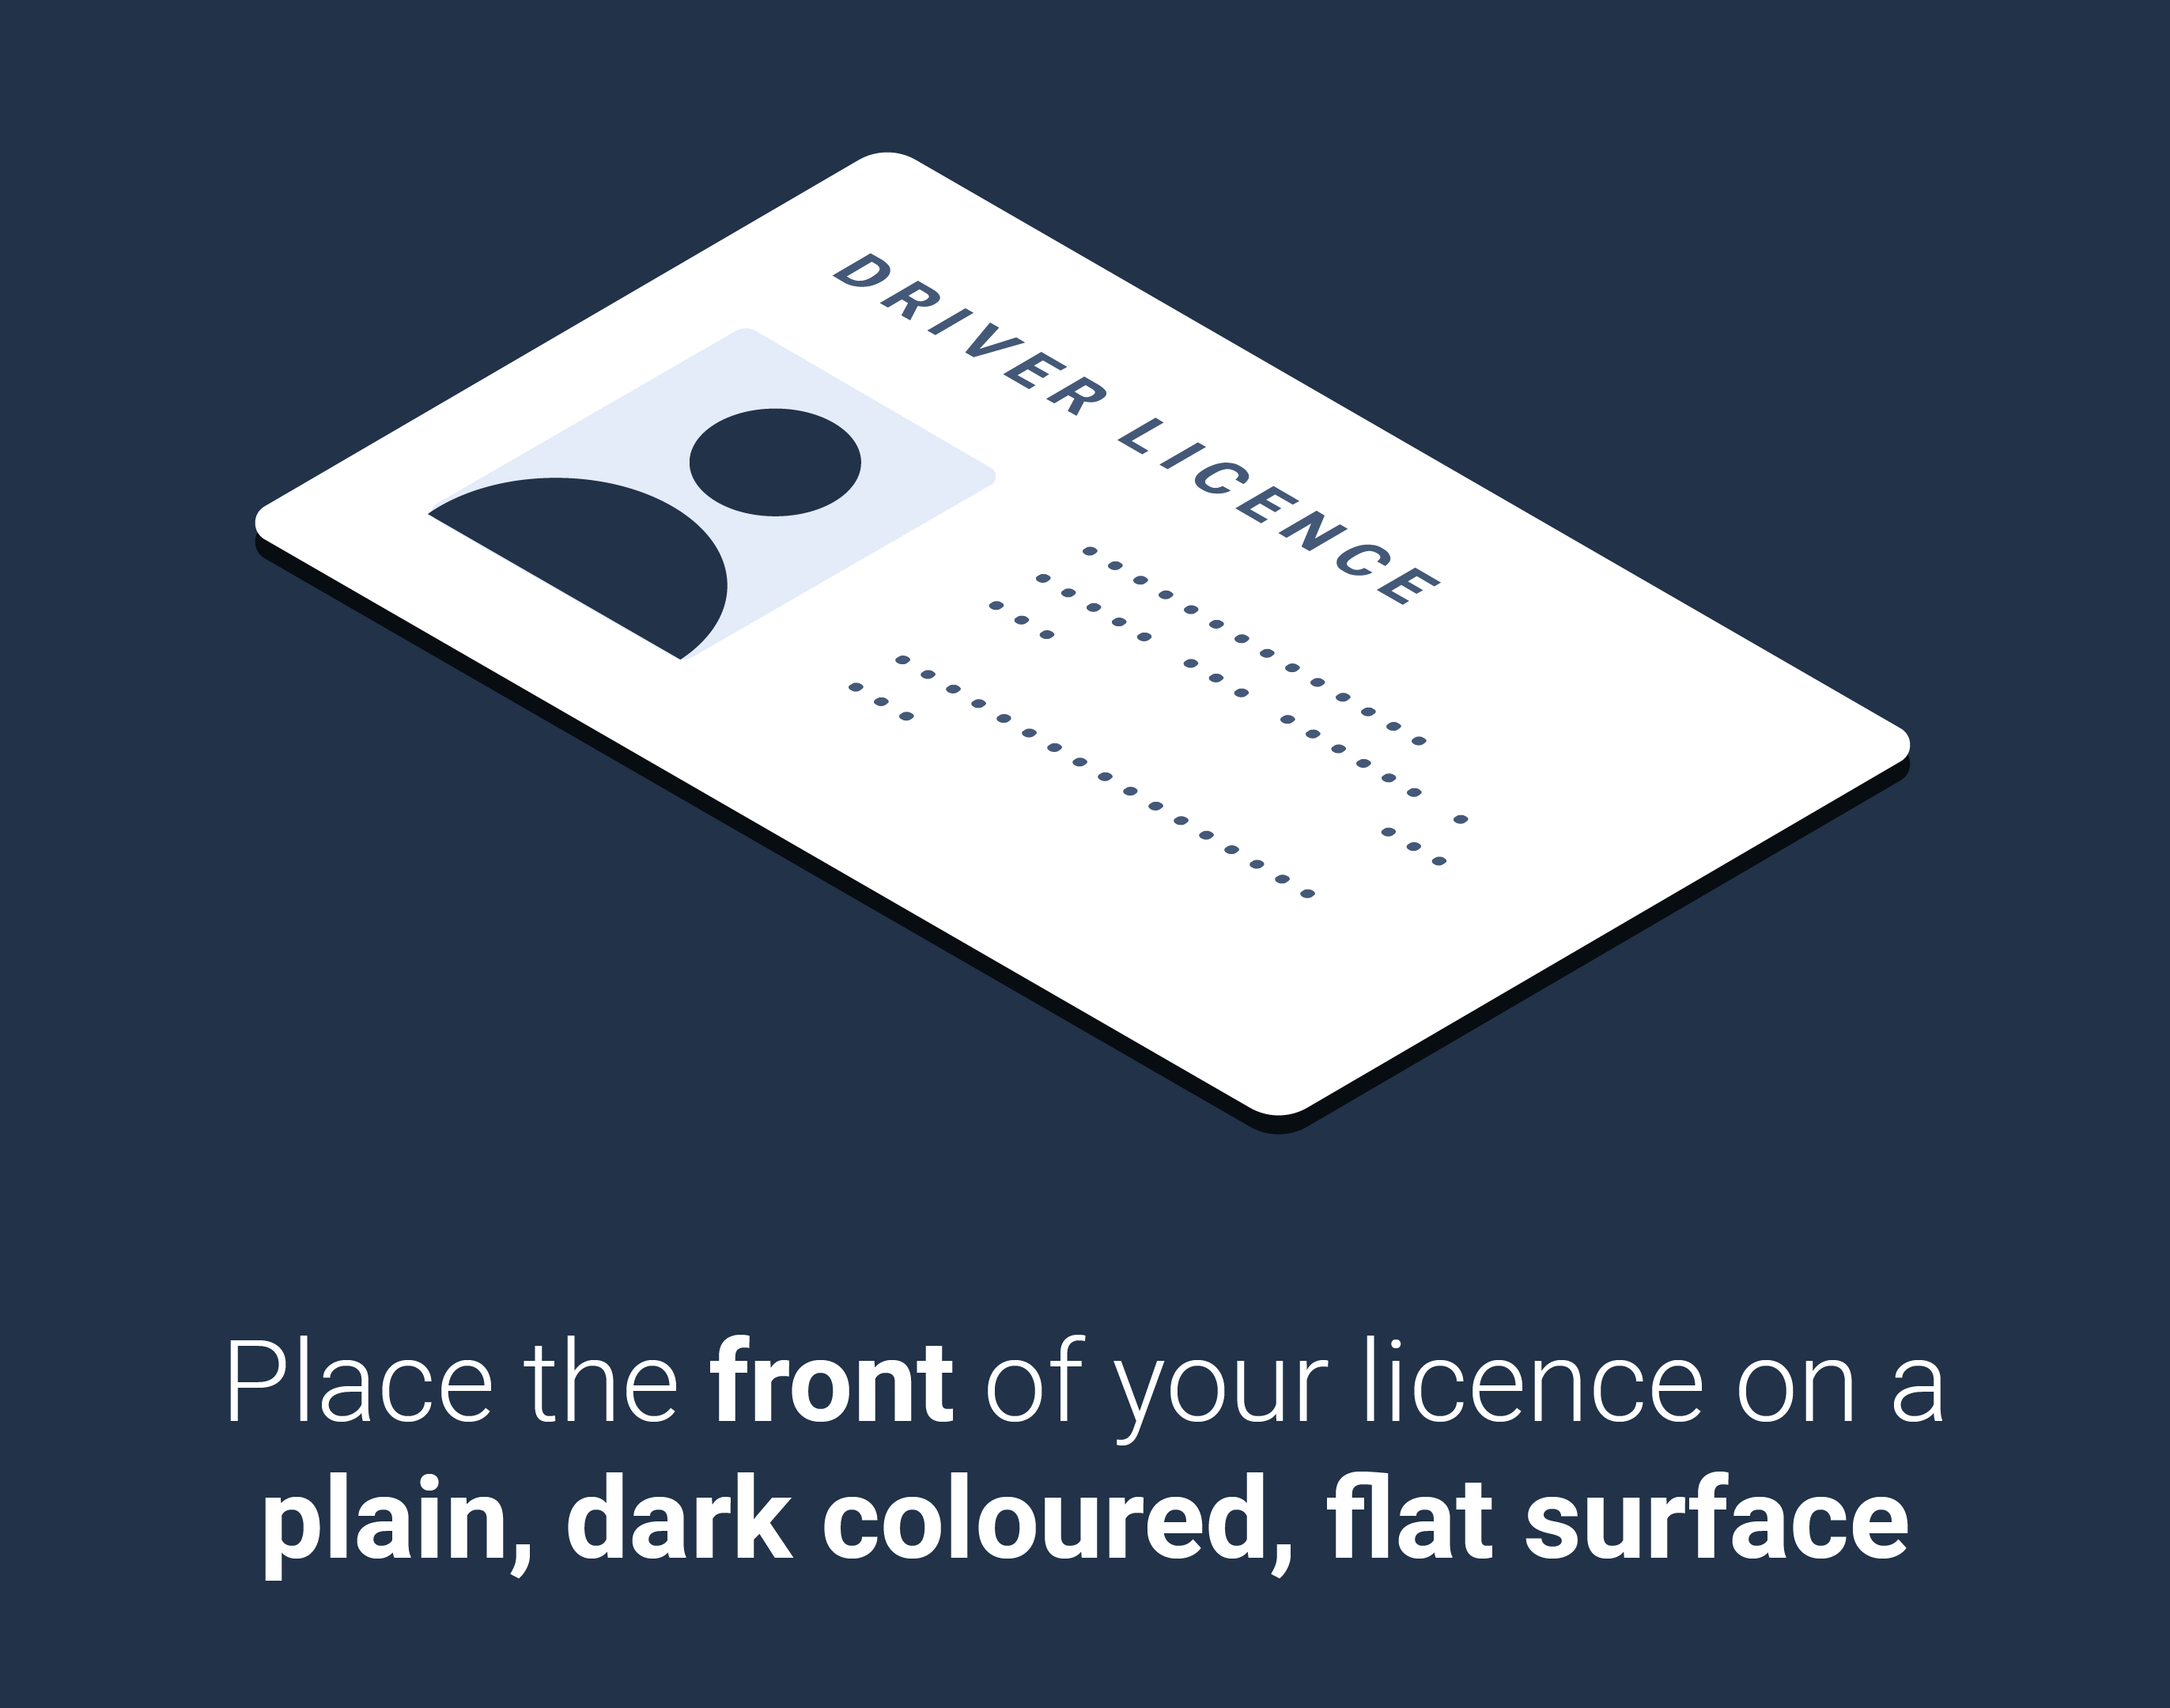 DRIVER LICENCE
Place the front of your licence on a
plain, dark coloured, flat surface